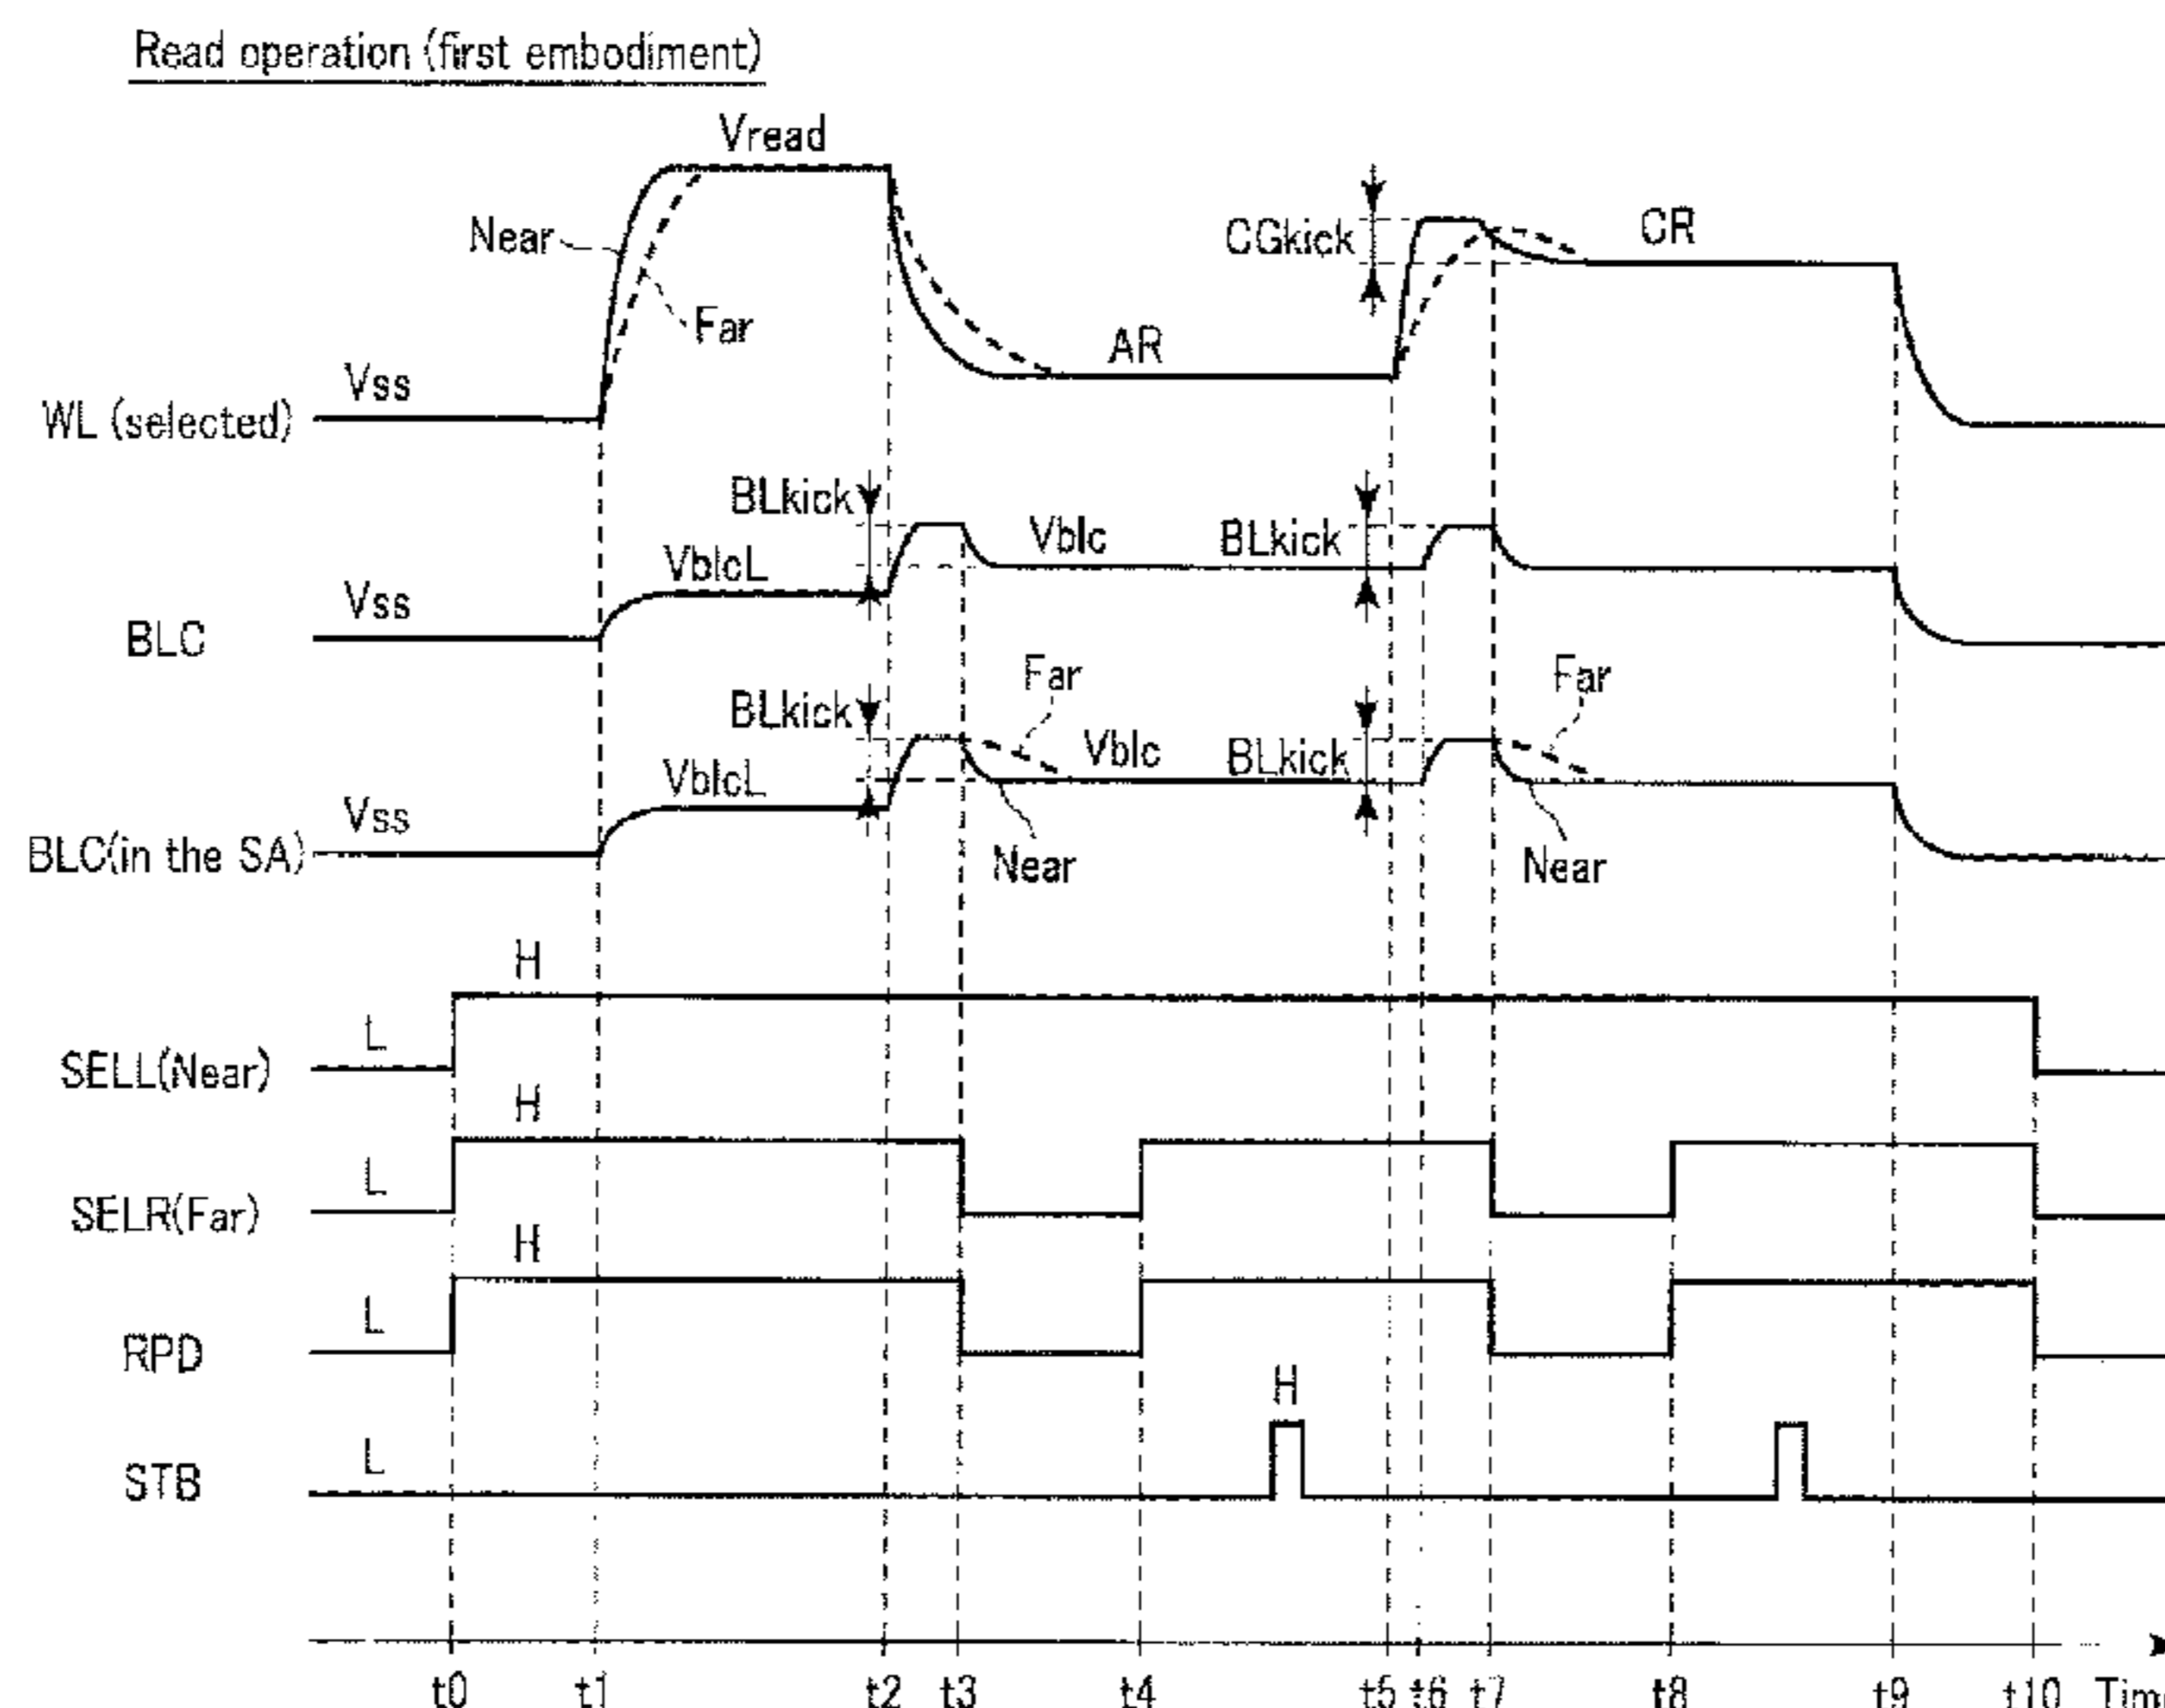 Read operation (first embodiment)
Vread
Near
Far
CGkick
CR
AR
Vss
WL (selected)
BLkick
VblcL
Vblc
BLkick
Vss
BLC
Far
Far
BLkick
VblcL
Vblc
BLkick
Vss
BLC(in the SA)
Near
Near
H
L
SELL(Near)
H
L
SELR(Far)
H
L
RPD
H
L
STB
t0 t1 t2 t3 t4 t5 t6 t7 t8 t9 t10 Tim